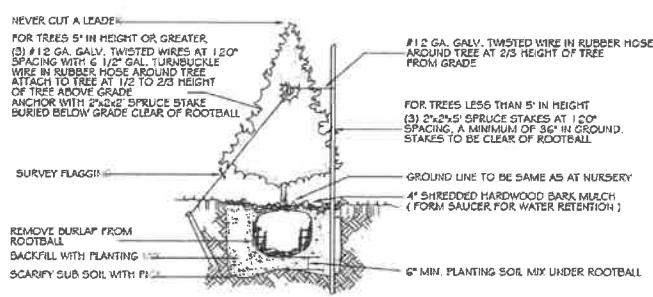 NEVER CUT A LEADER
FOR TREES 5' IN HEIGHT OR GREATER,
(3) #12 GA. GALV. TWISTED WIRES AT 120°
SPACING WITH 6 1/2" GAL. TURNBUCKLE
WIRE IN RUBBER HOSE AROUND TREE
ATTACH TO TREE AT 1/2 TO 2/3 HEIGHT
OF TREE ABOVE GRADE
ANCHOR WITH 2"x2x2' SPRUCE STAKE
BURIED BELOW GRADE CLEAR OF ROOTBALL
SURVEY FLAGGING
REMOVE BURLAP FROM
ROOTBALL
BACKFILL WITH PLANTING
SCARIFY SUB SOIL WITH
#12 GA. GALV. TWISTED WIRE IN RUBBER HOSE
AROUND TREE AT 2/3 HEIGHT OF TREE
FROM GRADE
FOR TREES LESS THAN 5' IN HEIGHT
(3) 2"x2"x5' SPRUCE STAKES AT 120°
SPACING, A MINIMUM OF 36" IN GROUND.
STAKES TO BE CLEAR OF ROOTBALL
GROUND LINE TO BE SAME AS AT NURSERY
4" SHREDDED HARDWOOD BARK MULCH
( FORM SAUCER FOR WATER RETENTION )
6" MIN. PLANTING SOIL MIX UNDER ROOTBALL